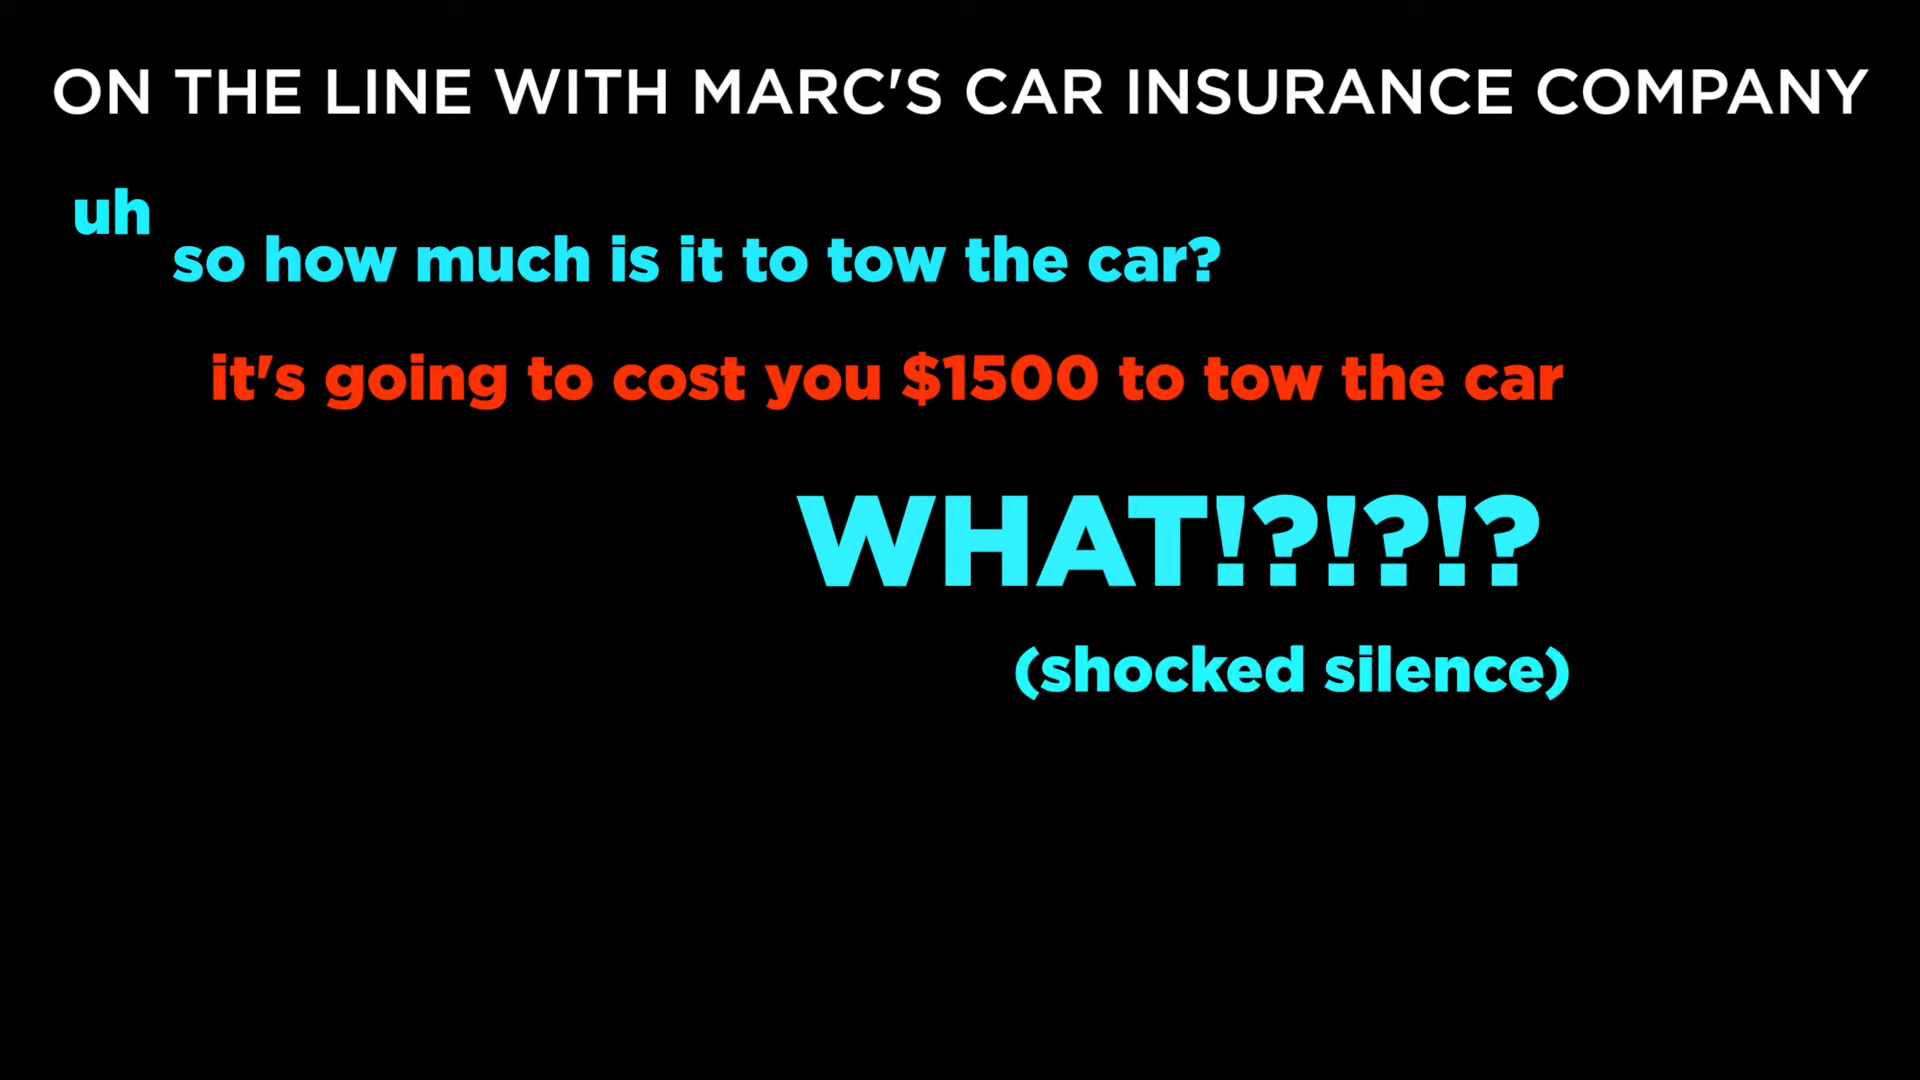 ON THE LINE WITH MARC'S CAR INSURANCE COMPANY
uh
so how much is it to tow the car?
it's going to cost you $1500 to tow the car
WHAT!?!?!?
(shocked silence)